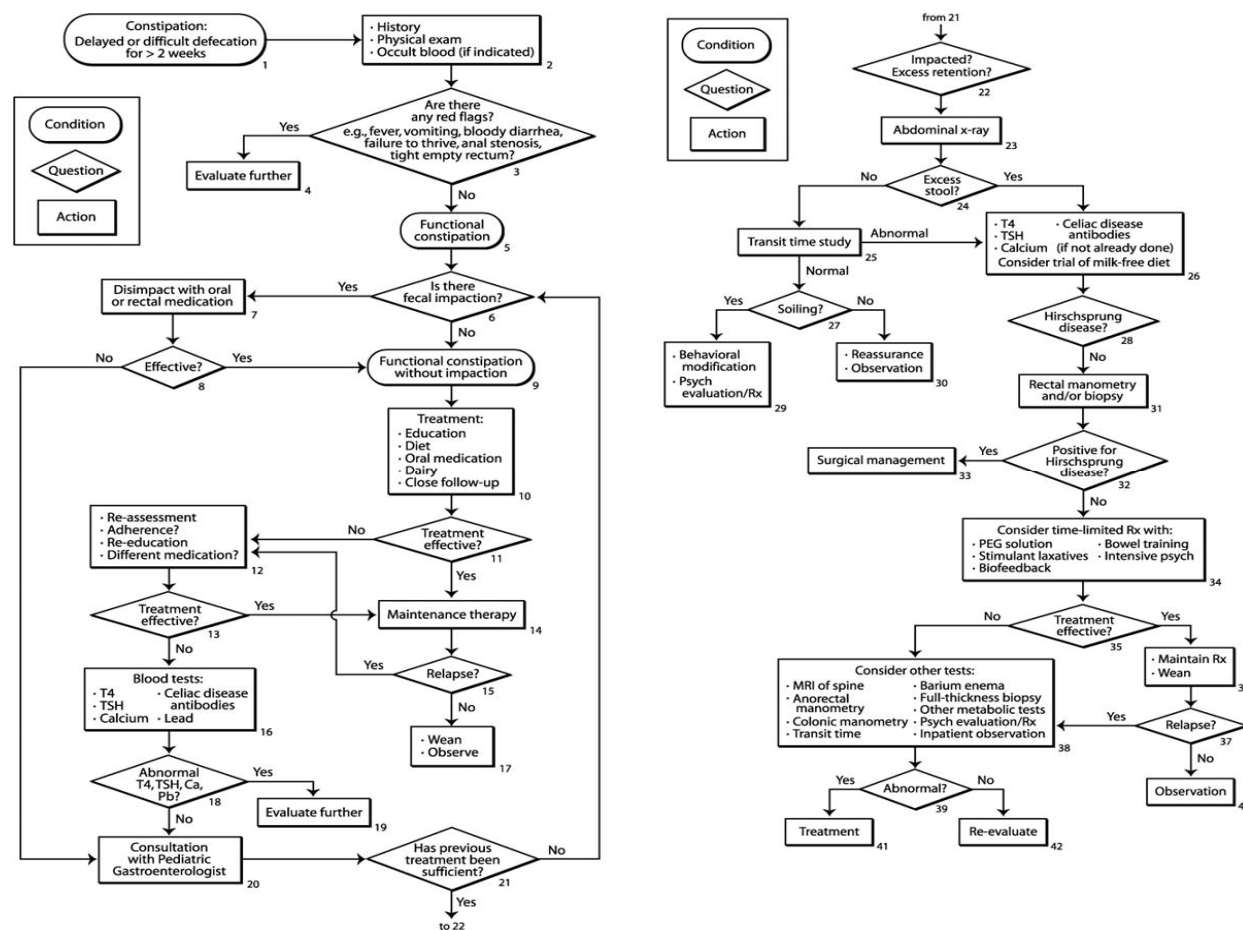 Constipation:
Delayed or difficult defecation
for > 2 weeks
1
· History
· Physical exam
· Occult blood (if indicated)
2
Condition
Question
Action
Are there
any red flags?
e.g., fever, vomiting, bloody diarrhea,
failure to thrive, anal stenosis,
tight empty rectum?
3
Yes
Evaluate further
4
No
Functional
constipation
5
Is there
fecal impaction?
6
Yes
Disimpact with oral
or rectal medication
7
No
Effective?
8
No
Yes
Functional constipation
without impaction
9
Treatment:
· Education
· Diet
· Oral medication
· Dairy
· Close follow-up
10
Treatment
effective?
11
No
· Re-assessment
· Adherence?
· Re-education
· Different medication?
12
Yes
Treatment
effective?
13
Yes
Maintenance therapy
14
No
Relapse?
15
Yes
No
Blood tests:
· T4
· TSH
· Calcium
· Celiac disease
antibodies
· Lead
16
· Wean
· Observe
17
Abnormal
T4, TSH, Ca,
Pb?
18
Yes
Evaluate further
19
No
Consultation
with Pediatric
Gastroenterologist
20
Has previous
treatment been
sufficient?
21
No
Yes
to 22
from 21
Condition
Question
Action
Impacted?
Excess retention?
22
Abdominal x-ray
23
Excess
stool?
24
No
Yes
Transit time study
25
Abnormal
· T4
· TSH
· Calcium
· Celiac disease
antibodies
(if not already done)
Consider trial of milk-free diet
26
Normal
Soiling?
27
Yes
No
· Behavioral
modification
· Psych
evaluation/Rx
29
· Reassurance
· Observation
30
Hirschsprung
disease?
28
No
Rectal manometry
and/or biopsy
31
Positive for
Hirschsprung
disease?
32
Yes
Surgical management
33
No
Consider time-limited Rx with:
· PEG solution
· Stimulant laxatives
· Biofeedback
· Bowel training
· Intensive psych
34
Treatment
effective?
35
No
Yes
· Maintain Rx
· Wean
3
Consider other tests:
· MRI of spine
· Anorectal
manometry
· Colonic manometry
· Transit time
· Barium enema
· Full-thickness biopsy
· Other metabolic tests
· Psych evaluation/Rx
· Inpatient observation
38
Relapse?
37
Yes
No
Observation
4
Abnormal?
39
Yes
No
Treatment
41
Re-evaluate
42